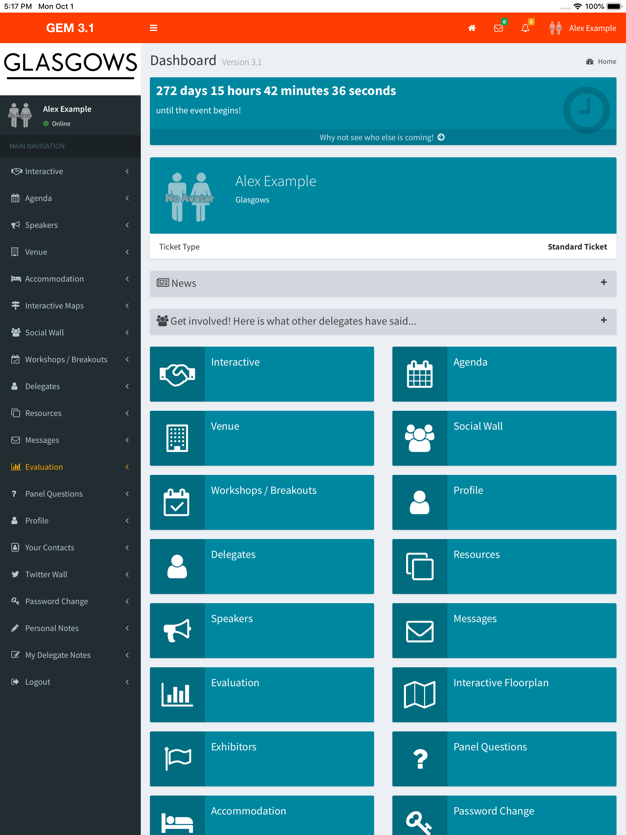 5:17 PM Mon Oct 1
100%
GEM 3.1
0
0
Alex Example
GLASGOWS
Alex Example
Online
MAIN NAVIGATION
Interactive
Agenda
Speakers
Venue
Accommodation
Interactive Maps
Social Wall
Workshops / Breakouts
Delegates
Resources
Messages
Evaluation
Panel Questions
Profile
Your Contacts
Twitter Wall
Password Change
Personal Notes
My Delegate Notes
Logout
Dashboard Version 3.1
Home
272 days 15 hours 42 minutes 36 seconds
until the event begins!
Why not see who else is coming!
No Avatar
Alex Example
Glasgows
Ticket Type Standard Ticket
News
Get involved! Here is what other delegates have said...
Interactive
Agenda
Venue
Social Wall
Workshops / Breakouts
Profile
Delegates
Resources
Speakers
Messages
Evaluation
Interactive Floorplan
Exhibitors
Panel Questions
Accommodation
Password Change